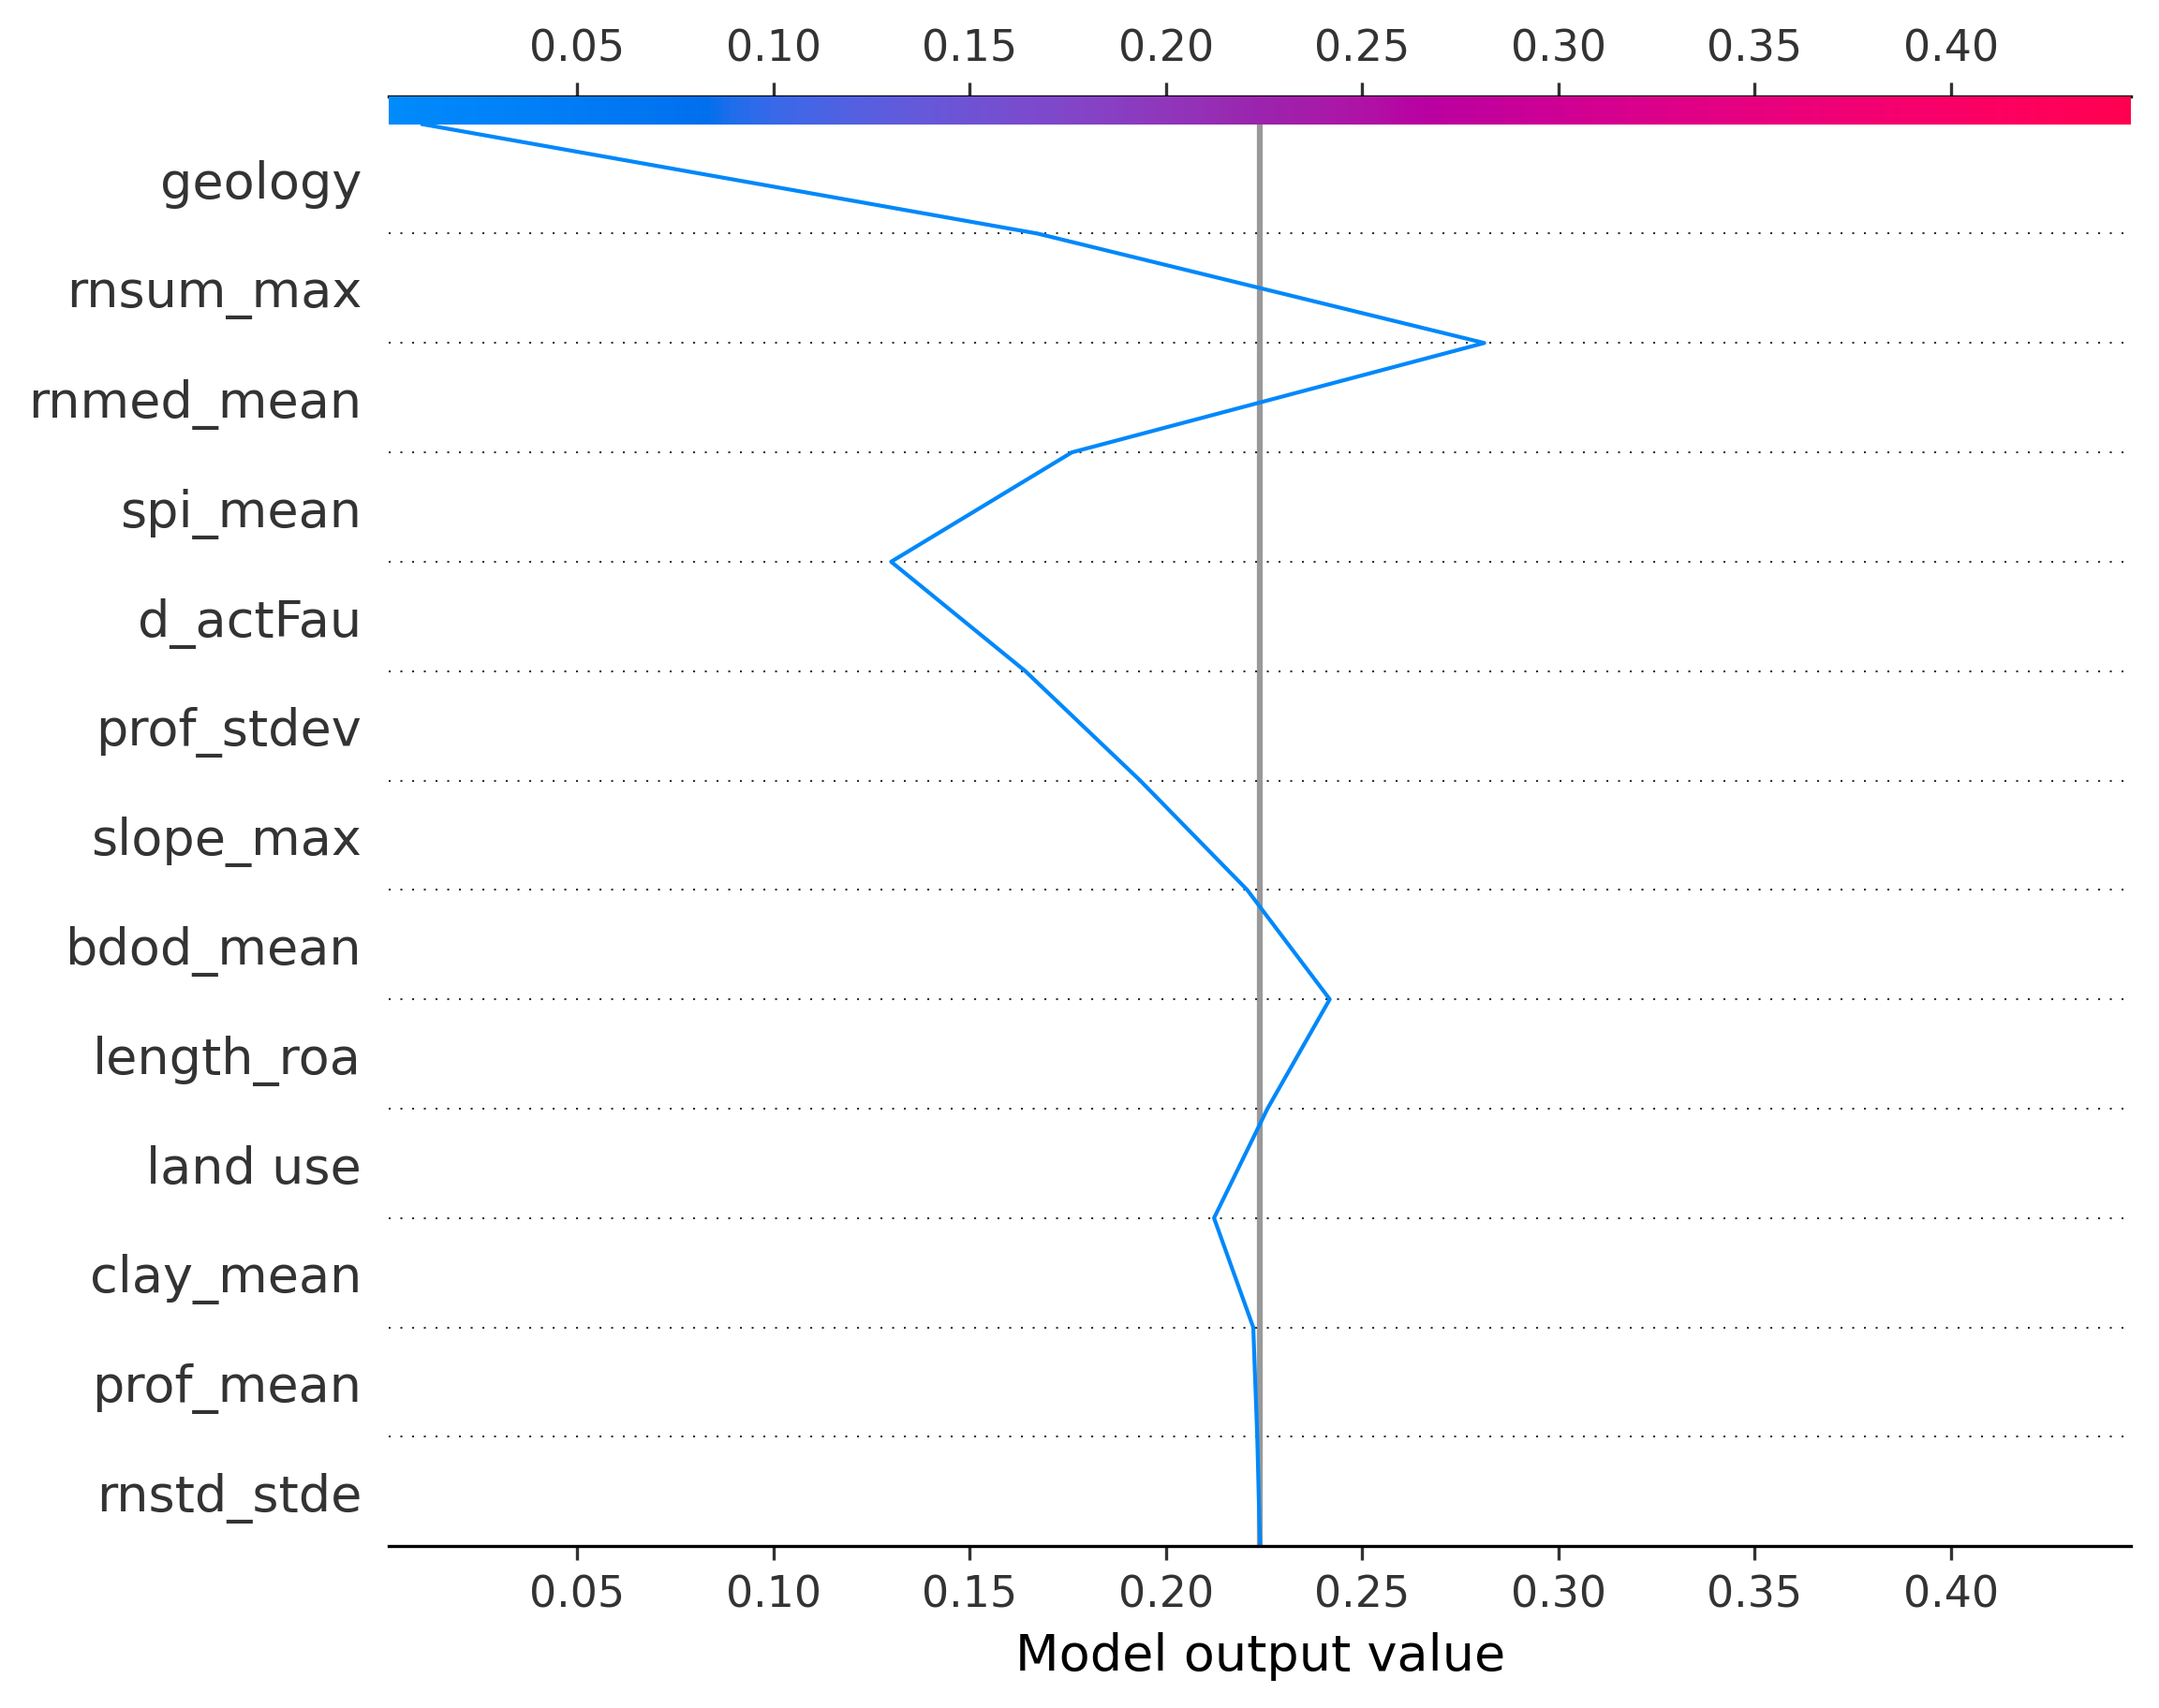 0.05 0.10 0.15 0.20 0.25 0.30 0.35 0.40
geology
rnsum_max
rnmed_mean
spi_mean
d_actFau
prof_stdev
slope_max
bdod_mean
length_roa
land use
clay_mean
prof_mean
rnstd_stde
0.05 0.10 0.15 0.20 0.25 0.30 0.35 0.40
Model output value